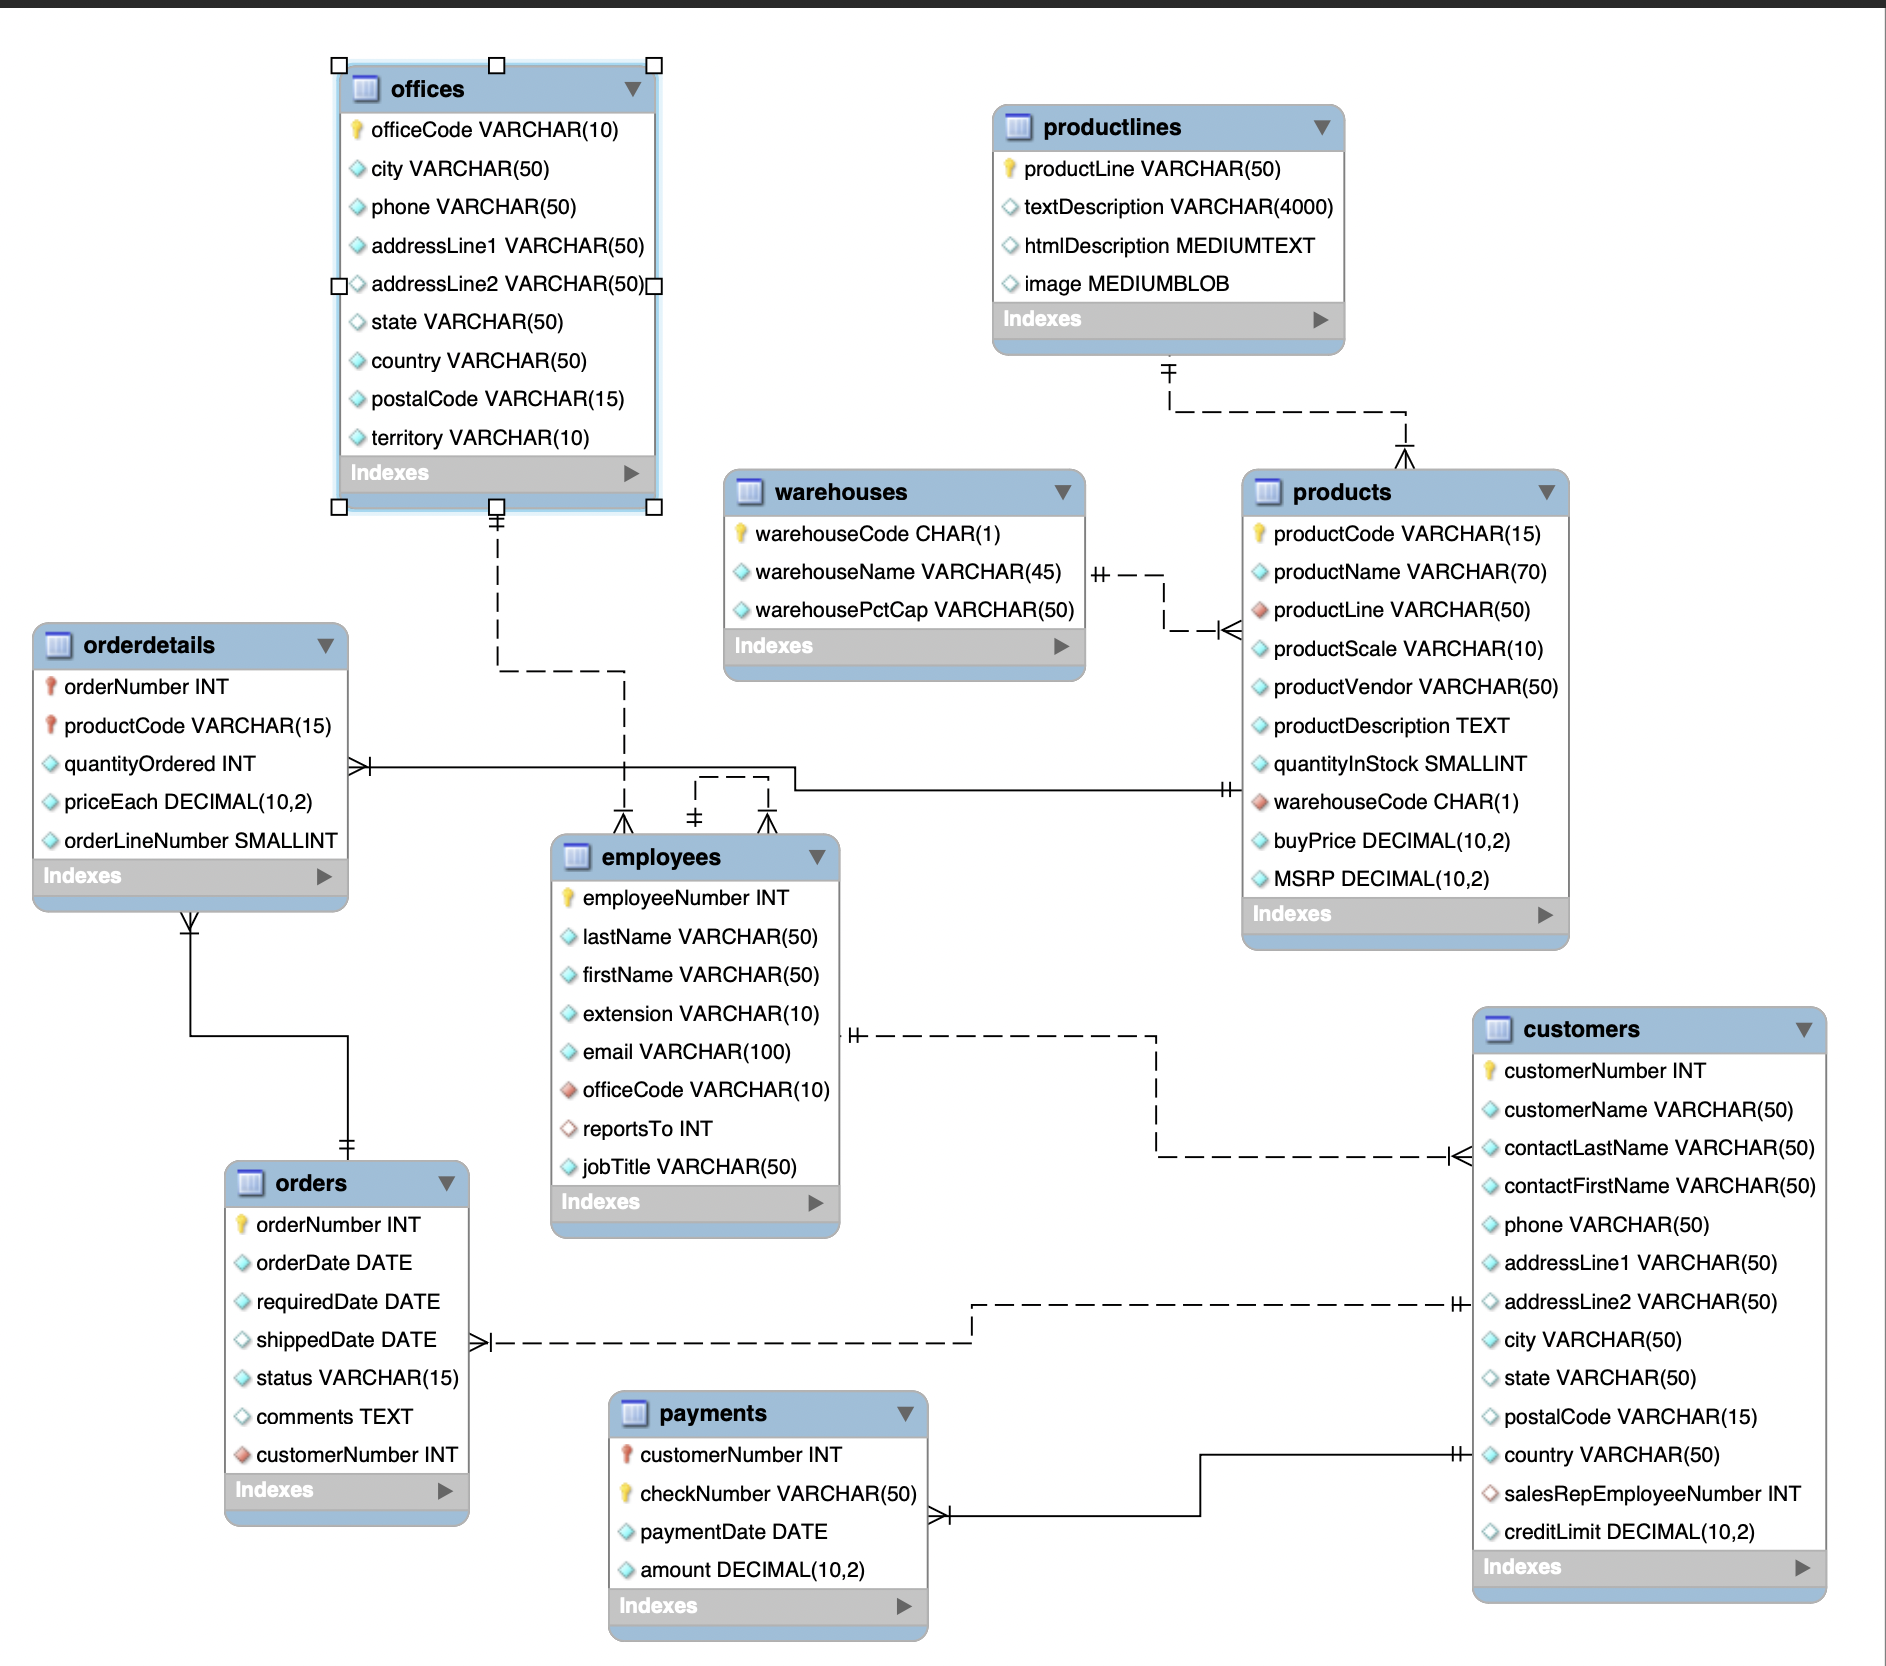 offices
officeCode VARCHAR(10)
city VARCHAR(50)
phone VARCHAR(50)
addressLine1 VARCHAR(50)
addressLine2 VARCHAR(50)
state VARCHAR(50)
country VARCHAR(50)
postalCode VARCHAR(15)
territory VARCHAR(10)
Indexes
productlines
productLine VARCHAR(50)
textDescription VARCHAR(4000)
htmlDescription MEDIUMTEXT
image MEDIUMBLOB
Indexes
warehouses
warehouseCode CHAR(1)
warehouseName VARCHAR(45)
warehousePctCap VARCHAR(50)
Indexes
products
productCode VARCHAR(15)
productName VARCHAR(70)
productLine VARCHAR(50)
productScale VARCHAR(10)
productVendor VARCHAR(50)
productDescription TEXT
quantityInStock SMALLINT
warehouseCode CHAR(1)
buyPrice DECIMAL(10,2)
MSRP DECIMAL(10,2)
Indexes
orderdetails
orderNumber INT
productCode VARCHAR(15)
quantityOrdered INT
priceEach DECIMAL(10,2)
orderLineNumber SMALLINT
Indexes
employees
employeeNumber INT
lastName VARCHAR(50)
firstName VARCHAR(50)
extension VARCHAR(10)
email VARCHAR(100)
officeCode VARCHAR(10)
reportsTo INT
jobTitle VARCHAR(50)
Indexes
customers
customerNumber INT
customerName VARCHAR(50)
contactLastName VARCHAR(50)
contactFirstName VARCHAR(50)
phone VARCHAR(50)
addressLine1 VARCHAR(50)
addressLine2 VARCHAR(50)
city VARCHAR(50)
state VARCHAR(50)
postalCode VARCHAR(15)
country VARCHAR(50)
salesRepEmployeeNumber INT
creditLimit DECIMAL(10,2)
Indexes
orders
orderNumber INT
orderDate DATE
requiredDate DATE
shippedDate DATE
status VARCHAR(15)
comments TEXT
customerNumber INT
Indexes
payments
customerNumber INT
checkNumber VARCHAR(50)
paymentDate DATE
amount DECIMAL(10,2)
Indexes